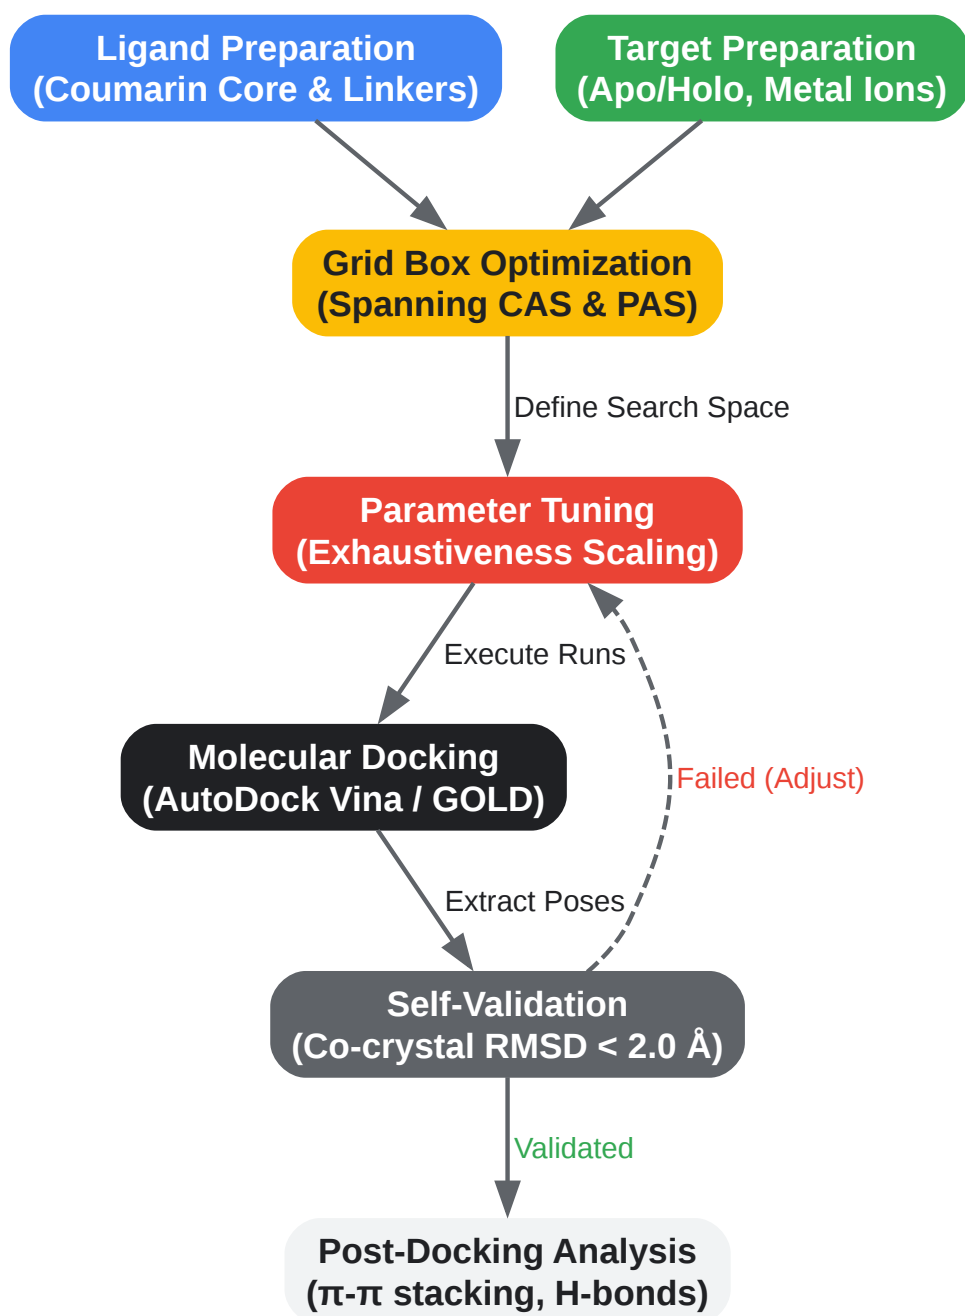 Ligand Preparation
(Coumarin Core & Linkers)
Target Preparation
(Apo/Holo, Metal Ions)
Grid Box Optimization
(Spanning CAS & PAS)
Define Search Space
Parameter Tuning
(Exhaustiveness Scaling)
Execute Runs
Molecular Docking
(AutoDock Vina / GOLD)
Failed (Adjust)
Extract Poses
Self-Validation
(Co-crystal RMSD < 2.0 Å)
Validated
Post-Docking Analysis
(π-π stacking, H-bonds)